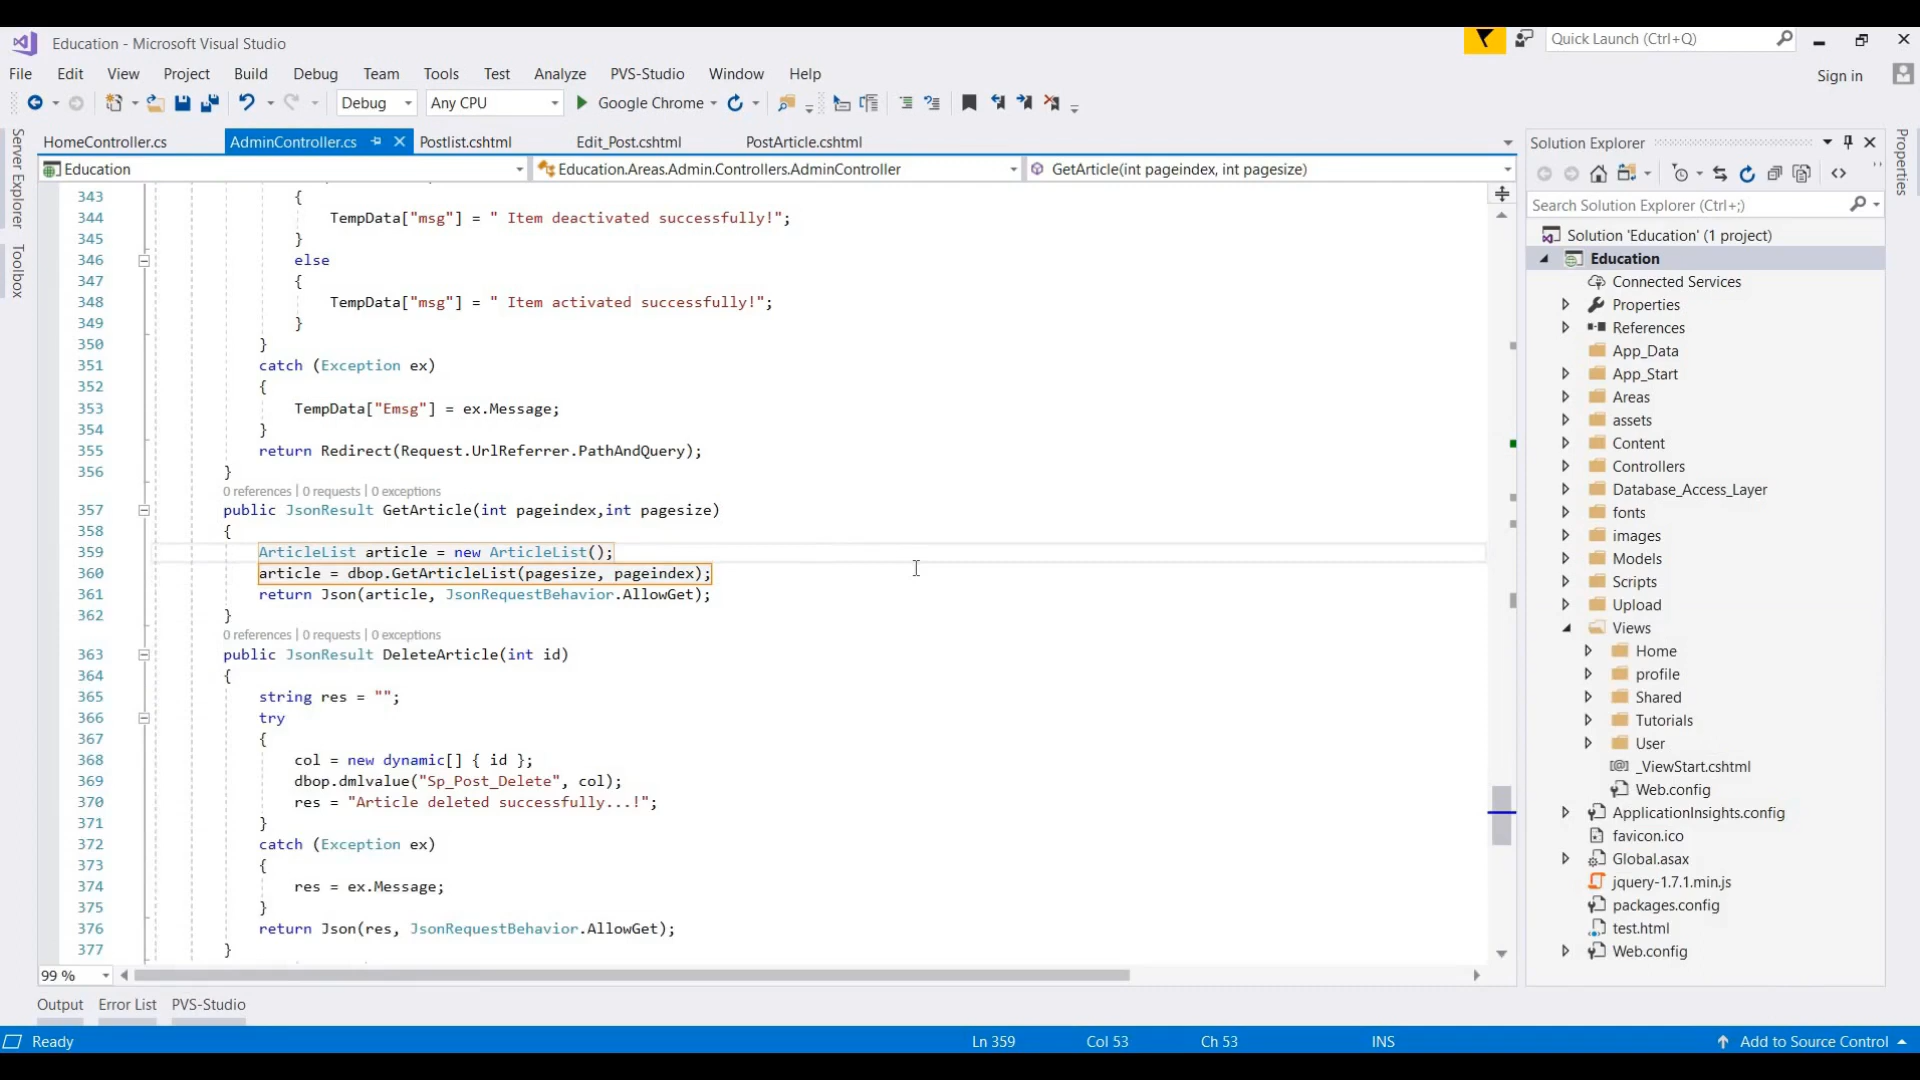 Education - Microsoft Visual Studio
Quick Launch (Ctrl+Q)
File Edit View Project Build Debug Team Tools Test Analyze PVS-Studio Window Help
Sign in
Debug Any CPU Google Chrome
Server Explorer
Toolbox
HomeController.cs AdminController.cs Postlist.cshtml Edit_Post.cshtml PostArticle.cshtml
Education Education.Areas.Admin.Controllers.AdminController GetArticle(int pageindex, int pagesize)
343 {
344 TempData["msg"] = " Item deactivated successfully!";
345 }
346 else
347 {
348 TempData["msg"] = " Item activated successfully!";
349 }
350 }
351 catch (Exception ex)
352 {
353 TempData["Emsg"] = ex.Message;
354 }
355 return Redirect(Request.UrlReferrer.PathAndQuery);
356 }
0 references | 0 requests | 0 exceptions
357 public JsonResult GetArticle(int pageindex,int pagesize)
358 {
359 ArticleList article = new ArticleList();
360 article = dbop.GetArticleList(pagesize, pageindex);
361 return Json(article, JsonRequestBehavior.AllowGet);
362 }
0 references | 0 requests | 0 exceptions
363 public JsonResult DeleteArticle(int id)
364 {
365 string res = "";
366 try
367 {
368 col = new dynamic[] { id };
369 dbop.dmlvalue("Sp_Post_Delete", col);
370 res = "Article deleted successfully...!";
371 }
372 catch (Exception ex)
373 {
374 res = ex.Message;
375 }
376 return Json(res, JsonRequestBehavior.AllowGet);
377 }
99 %
Output Error List PVS-Studio
Ready Ln 359 Col 53 Ch 53 INS Add to Source Control
Solution Explorer
Search Solution Explorer (Ctrl+;)
Solution 'Education' (1 project)
Education
Connected Services
Properties
References
App_Data
App_Start
Areas
assets
Content
Controllers
Database_Access_Layer
fonts
images
Models
Scripts
Upload
Views
Home
profile
Shared
Tutorials
User
_ViewStart.cshtml
Web.config
ApplicationInsights.config
favicon.ico
Global.asax
jquery-1.7.1.min.js
packages.config
test.html
Web.config
Properties